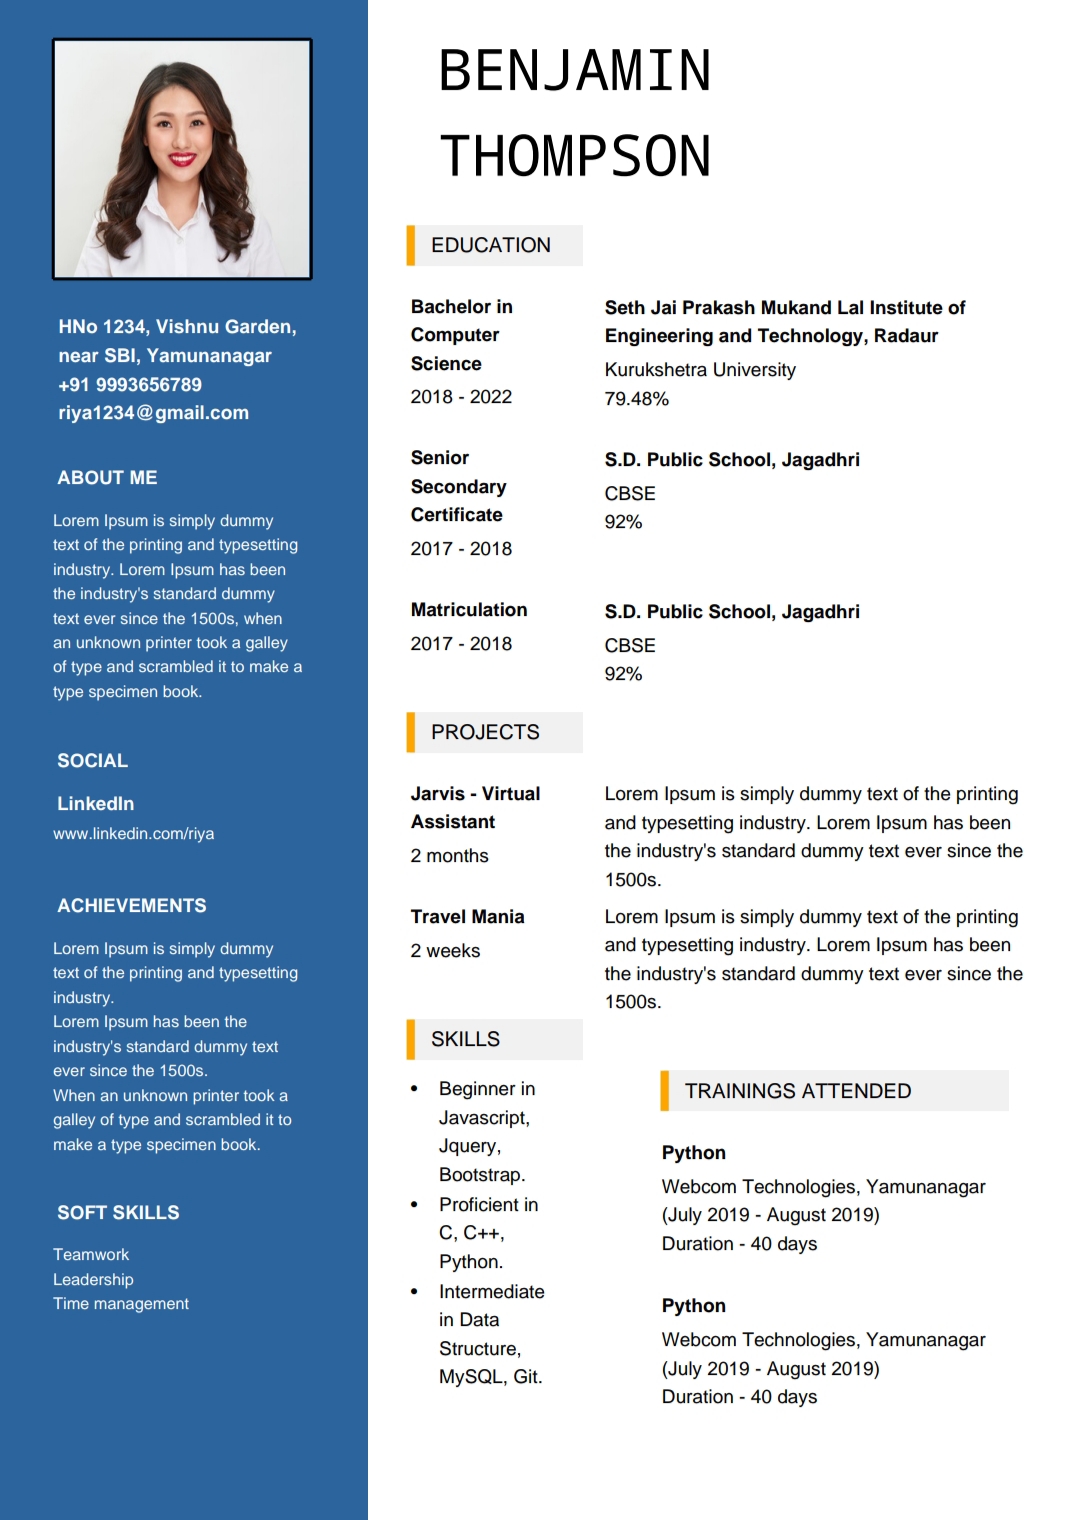 BENJAMIN
THOMPSON
HNo 1234, Vishnu Garden,
near SBI, Yamunanagar
+91 9993656789
riya1234@gmail.com
ABOUT ME
Lorem Ipsum is simply dummy
text of the printing and typesetting
industry. Lorem Ipsum has been
the industry's standard dummy
text ever since the 1500s, when
an unknown printer took a galley
of type and scrambled it to make a
type specimen book.
SOCIAL
LinkedIn
www.linkedin.com/riya
ACHIEVEMENTS
Lorem Ipsum is simply dummy
text of the printing and typesetting
industry.
Lorem Ipsum has been the
industry's standard dummy text
ever since the 1500s.
When an unknown printer took a
galley of type and scrambled it to
make a type specimen book.
SOFT SKILLS
Teamwork
Leadership
Time management
EDUCATION
Bachelor in
Computer
Science
2018 - 2022
Seth Jai Prakash Mukand Lal Institute of
Engineering and Technology, Radaur
Kurukshetra University
79.48%
Senior
Secondary
Certificate
2017 - 2018
S.D. Public School, Jagadhri
CBSE
92%
Matriculation
2017 - 2018
S.D. Public School, Jagadhri
CBSE
92%
PROJECTS
Jarvis - Virtual
Assistant
2 months
Lorem Ipsum is simply dummy text of the printing
and typesetting industry. Lorem Ipsum has been
the industry's standard dummy text ever since the
1500s.
Travel Mania
2 weeks
Lorem Ipsum is simply dummy text of the printing
and typesetting industry. Lorem Ipsum has been
the industry's standard dummy text ever since the
1500s.
SKILLS
• Beginner in
Javascript,
Jquery,
Bootstrap.
• Proficient in
C, C++,
Python.
• Intermediate
in Data
Structure,
MySQL, Git.
TRAININGS ATTENDED
Python
Webcom Technologies, Yamunanagar
(July 2019 - August 2019)
Duration - 40 days
Python
Webcom Technologies, Yamunanagar
(July 2019 - August 2019)
Duration - 40 days